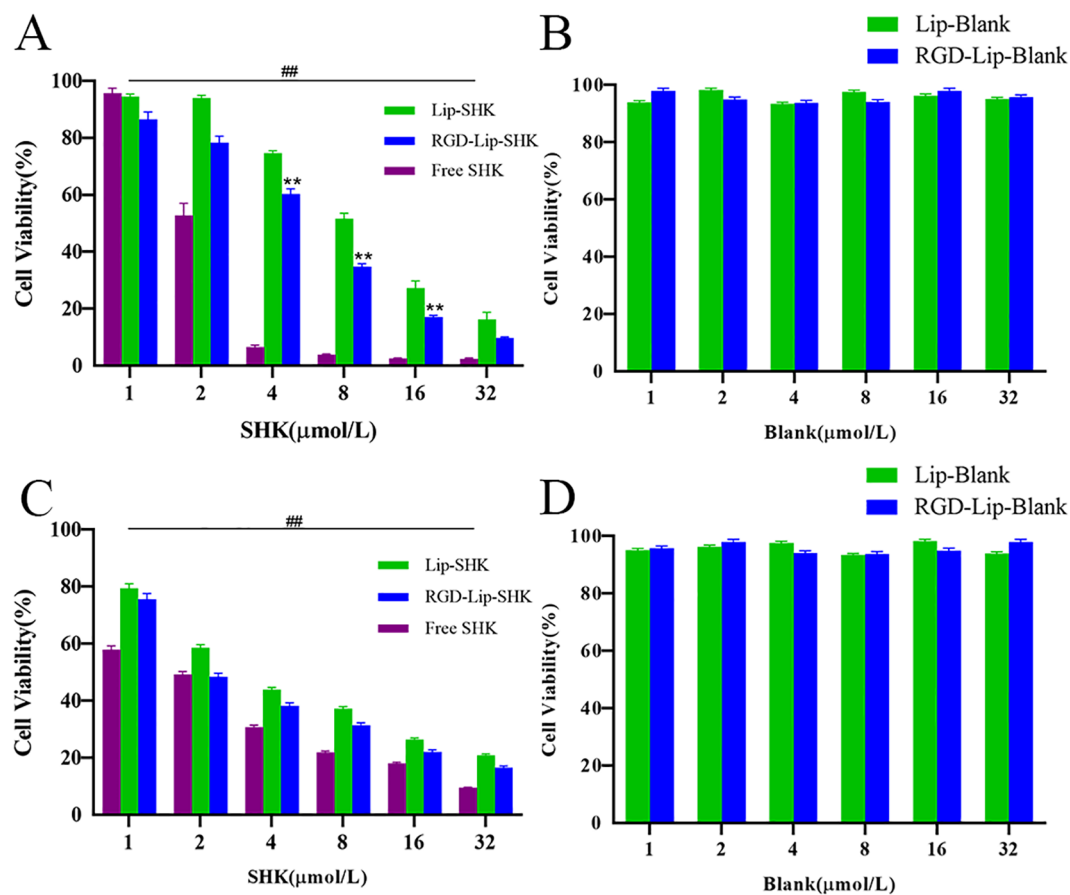 A
##
Lip-SHK
RGD-Lip-SHK
Free SHK
**
**
**
Cell Viability(%)
100
80
60
40
20
0
1 2 4 8 16 32
SHK(μmol/L)
B
Lip-Blank
RGD-Lip-Blank
Cell Viability(%)
100
80
60
40
20
0
1 2 4 8 16 32
Blank(μmol/L)
C
##
Lip-SHK
RGD-Lip-SHK
Free SHK
Cell Viability(%)
100
80
60
40
20
0
1 2 4 8 16 32
SHK(μmol/L)
D
Lip-Blank
RGD-Lip-Blank
Cell Viability(%)
100
80
60
40
20
0
1 2 4 8 16 32
Blank(μmol/L)